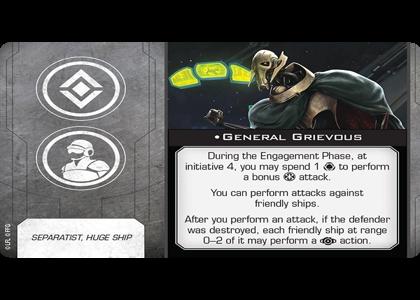 • GENERAL GRIEVOUS
During the Engagement Phase, at
initiative 4, you may spend 1 to perform
a bonus attack.
You can perform attacks against
friendly ships.
After you perform an attack, if the defender
was destroyed, each friendly ship at range
0–2 of it may perform a action.
SEPARATIST, HUGE SHIP
© LFL © FFG